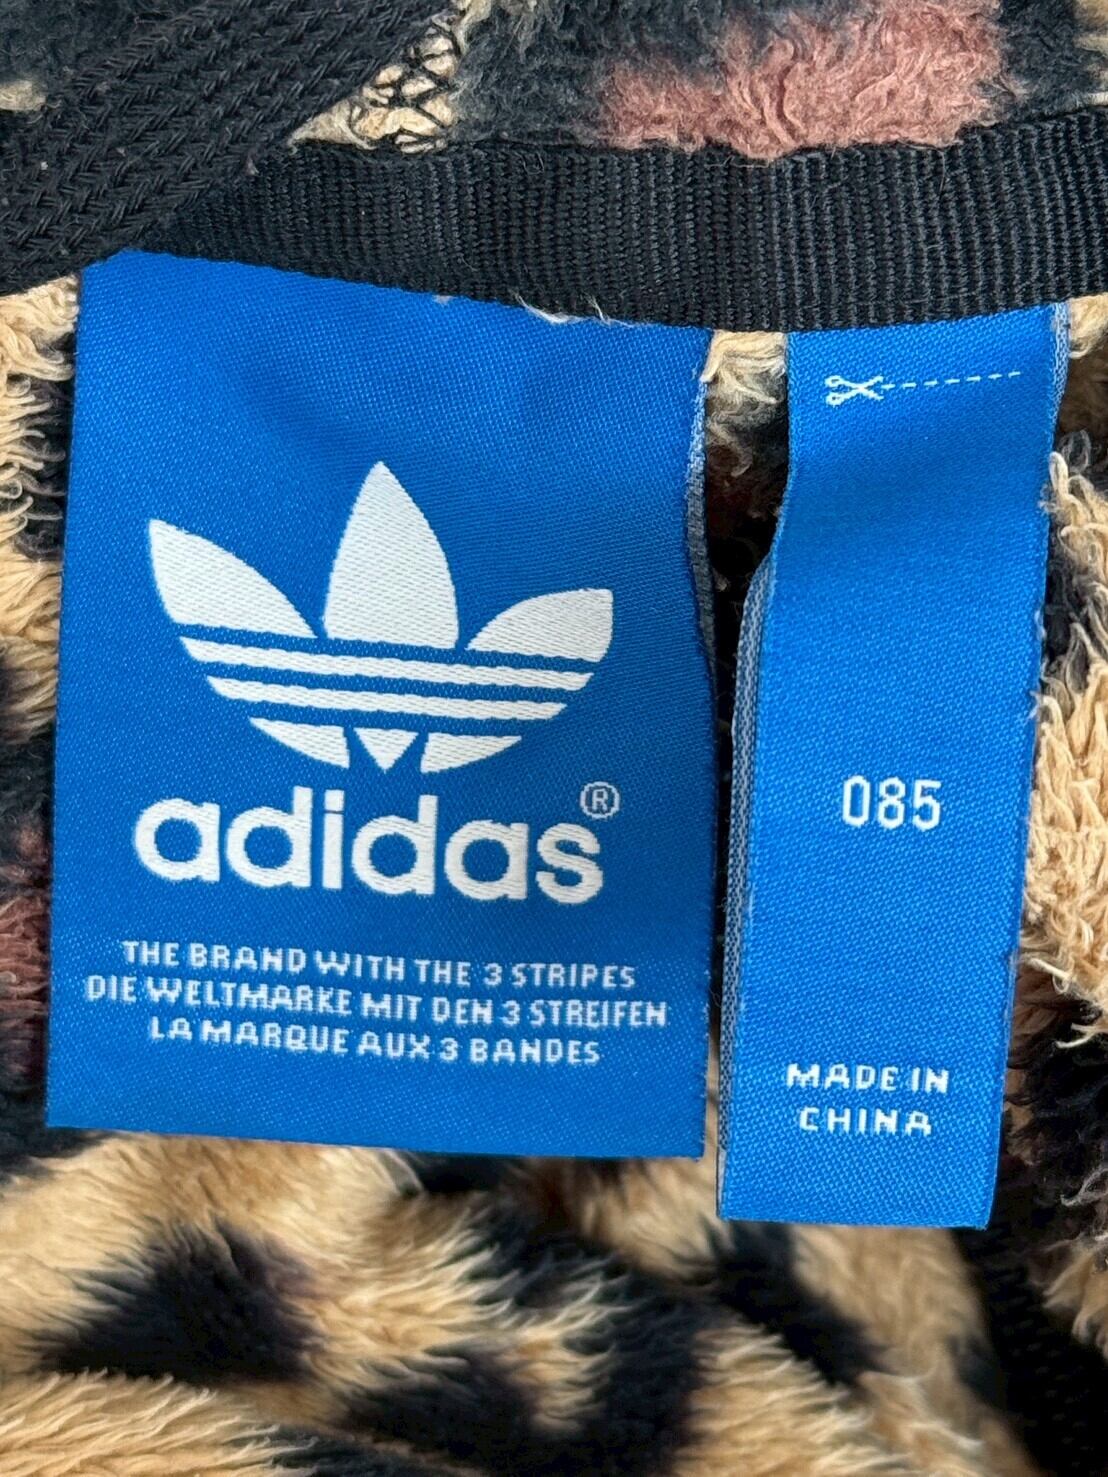 adidas®
THE BRAND WITH THE 3 STRIPES
DIE WELTMARKE MIT DEN 3 STREIFEN
LA MARQUE AUX 3 BANDES
085
MADE IN
CHINA